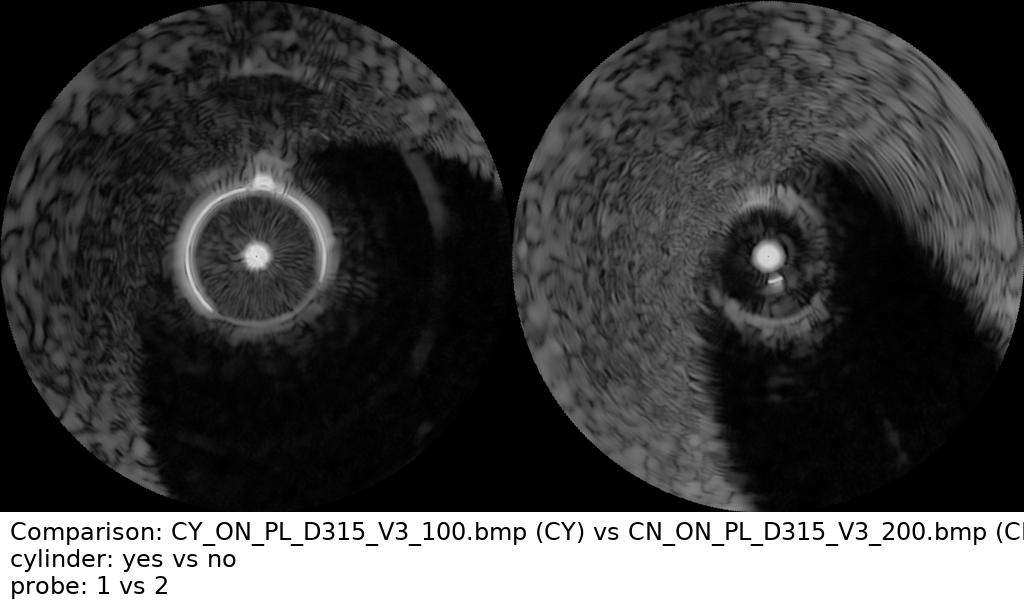 Comparison: CY_ON_PL_D315_V3_100.bmp (CY) vs CN_ON_PL_D315_V3_200.bmp (C
cylinder: yes vs no
probe: 1 vs 2